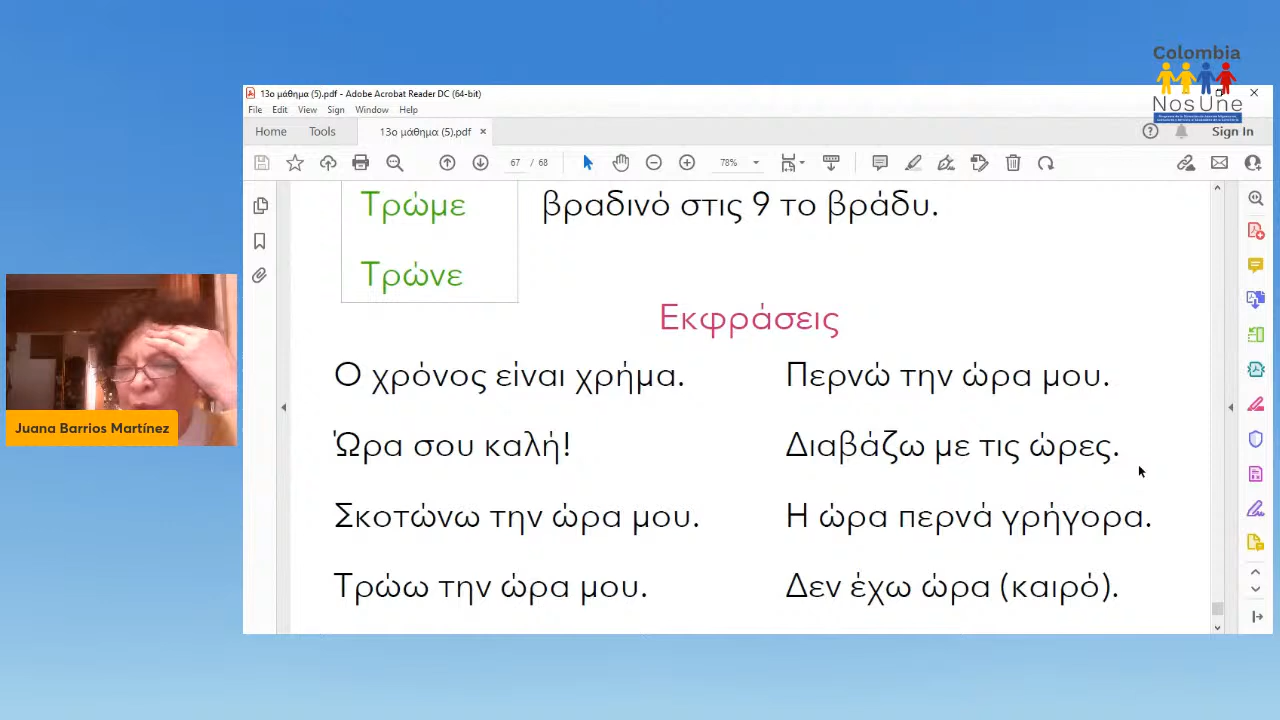 Colombia
NosUne
13ο μάθημα (5).pdf - Adobe Acrobat Reader DC (64-bit)
File Edit View Sign Window Help
Home Tools 13ο μάθημα (5).pdf × Sign In
67 / 68 78%
Τρώμε βραδινό στις 9 το βράδυ.
Τρώνε
Εκφράσεις
Ο χρόνος είναι χρήμα. Περνώ την ώρα μου.
Ώρα σου καλή! Διαβάζω με τις ώρες.
Σκοτώνω την ώρα μου. Η ώρα περνά γρήγορα.
Τρώω την ώρα μου. Δεν έχω ώρα (καιρό).
Juana Barrios Martínez